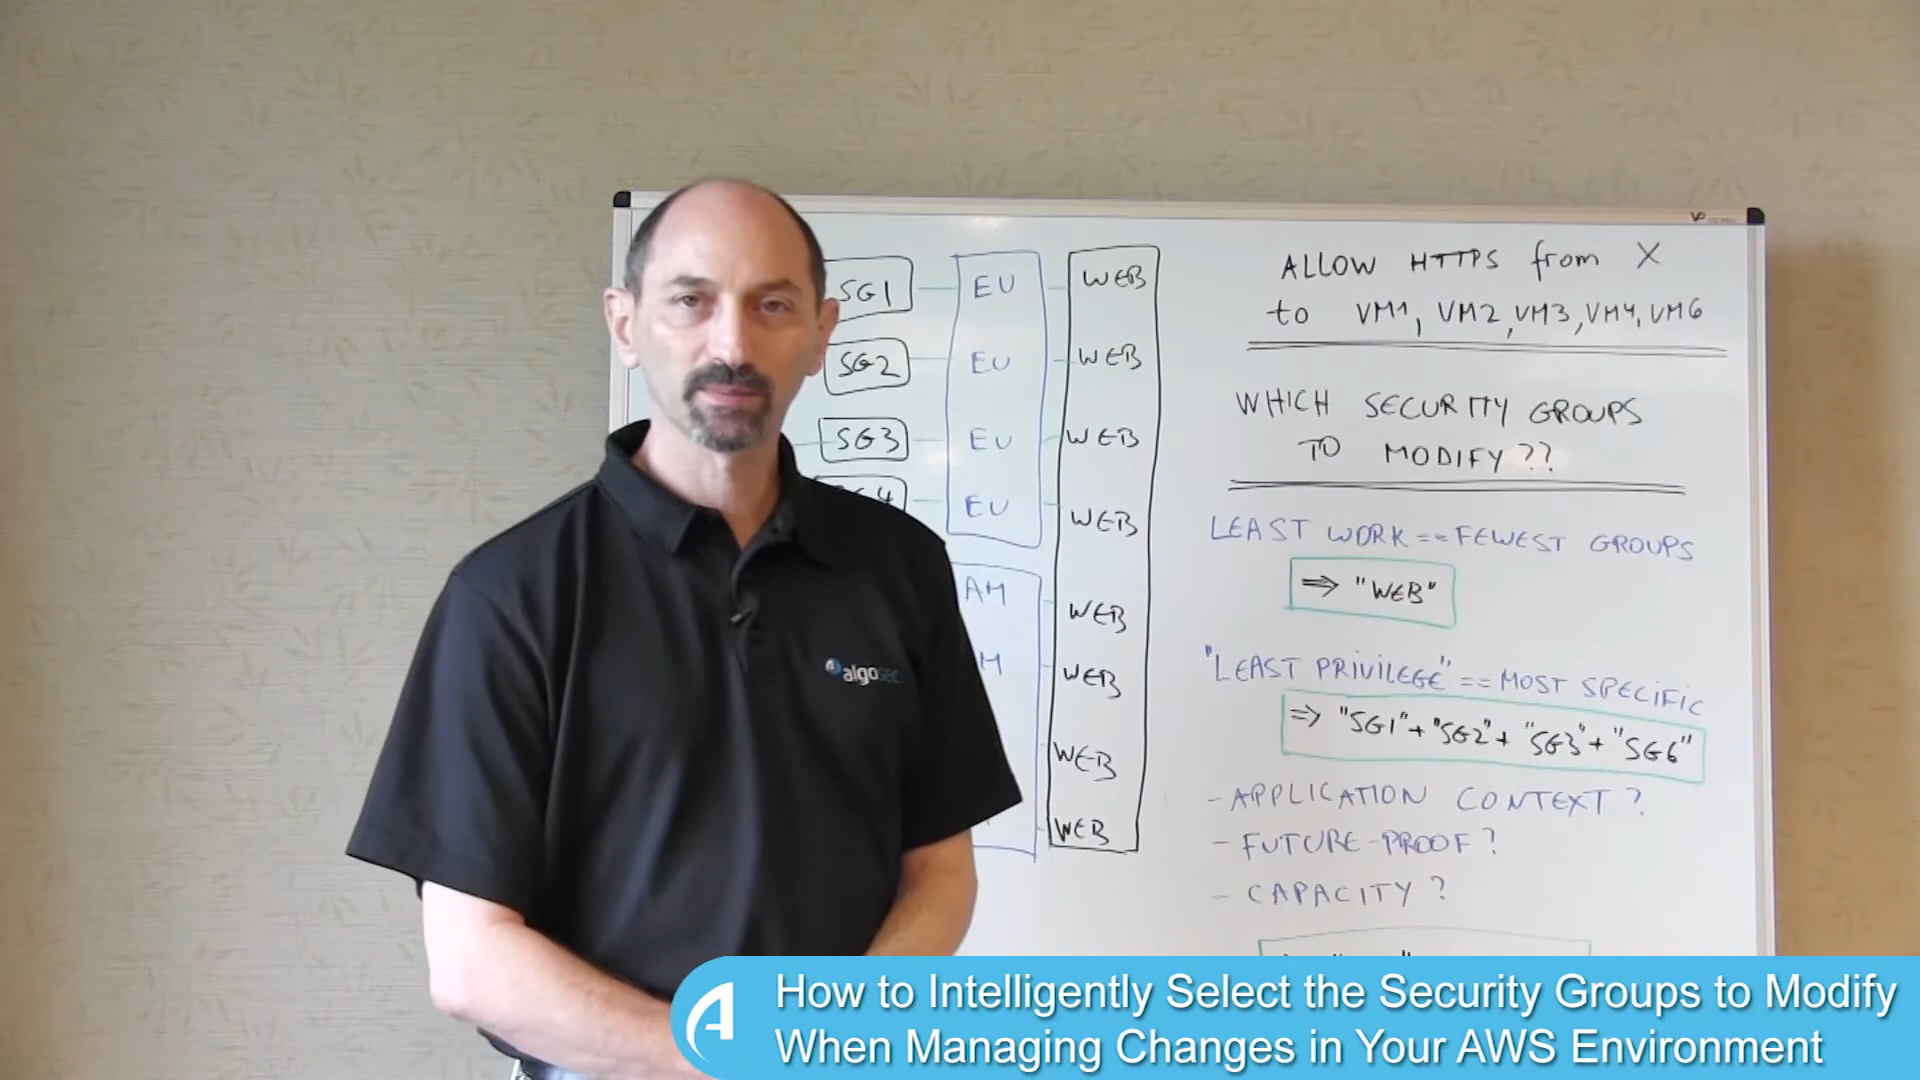 SG1 EU WEB
SG2 EU WEB
SG3 EU WEB
EU WEB
AM WEB
WEB
WEB
WEB
ALLOW HTTPS from X
to VM1, VM2, VM3, VM4, VM6
WHICH SECURITY GROUPS
TO MODIFY??
LEAST WORK == FEWEST GROUPS
⇒ "WEB"
"LEAST PRIVILEGE" == MOST SPECIFIC
⇒ "SG1" + "SG2" + "SG3" + "SG6"
- APPLICATION CONTEXT?
- FUTURE-PROOF?
- CAPACITY?
algosec
How to Intelligently Select the Security Groups to Modify
When Managing Changes in Your AWS Environment